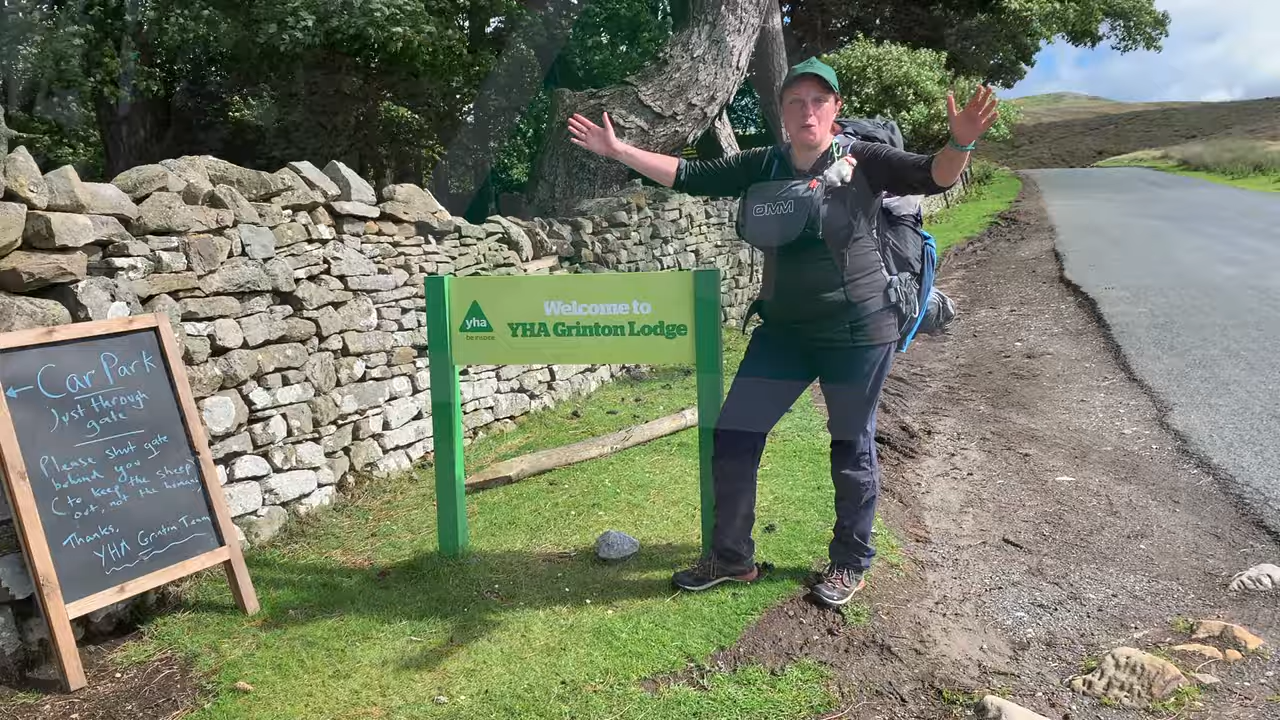 ← Car Park
Just through
gate
Please shut gate
behind you
(to keep the sheep
out, not the humans
Thanks,
YHA Grinton Team
yha
Welcome to
YHA Grinton Lodge
OMM